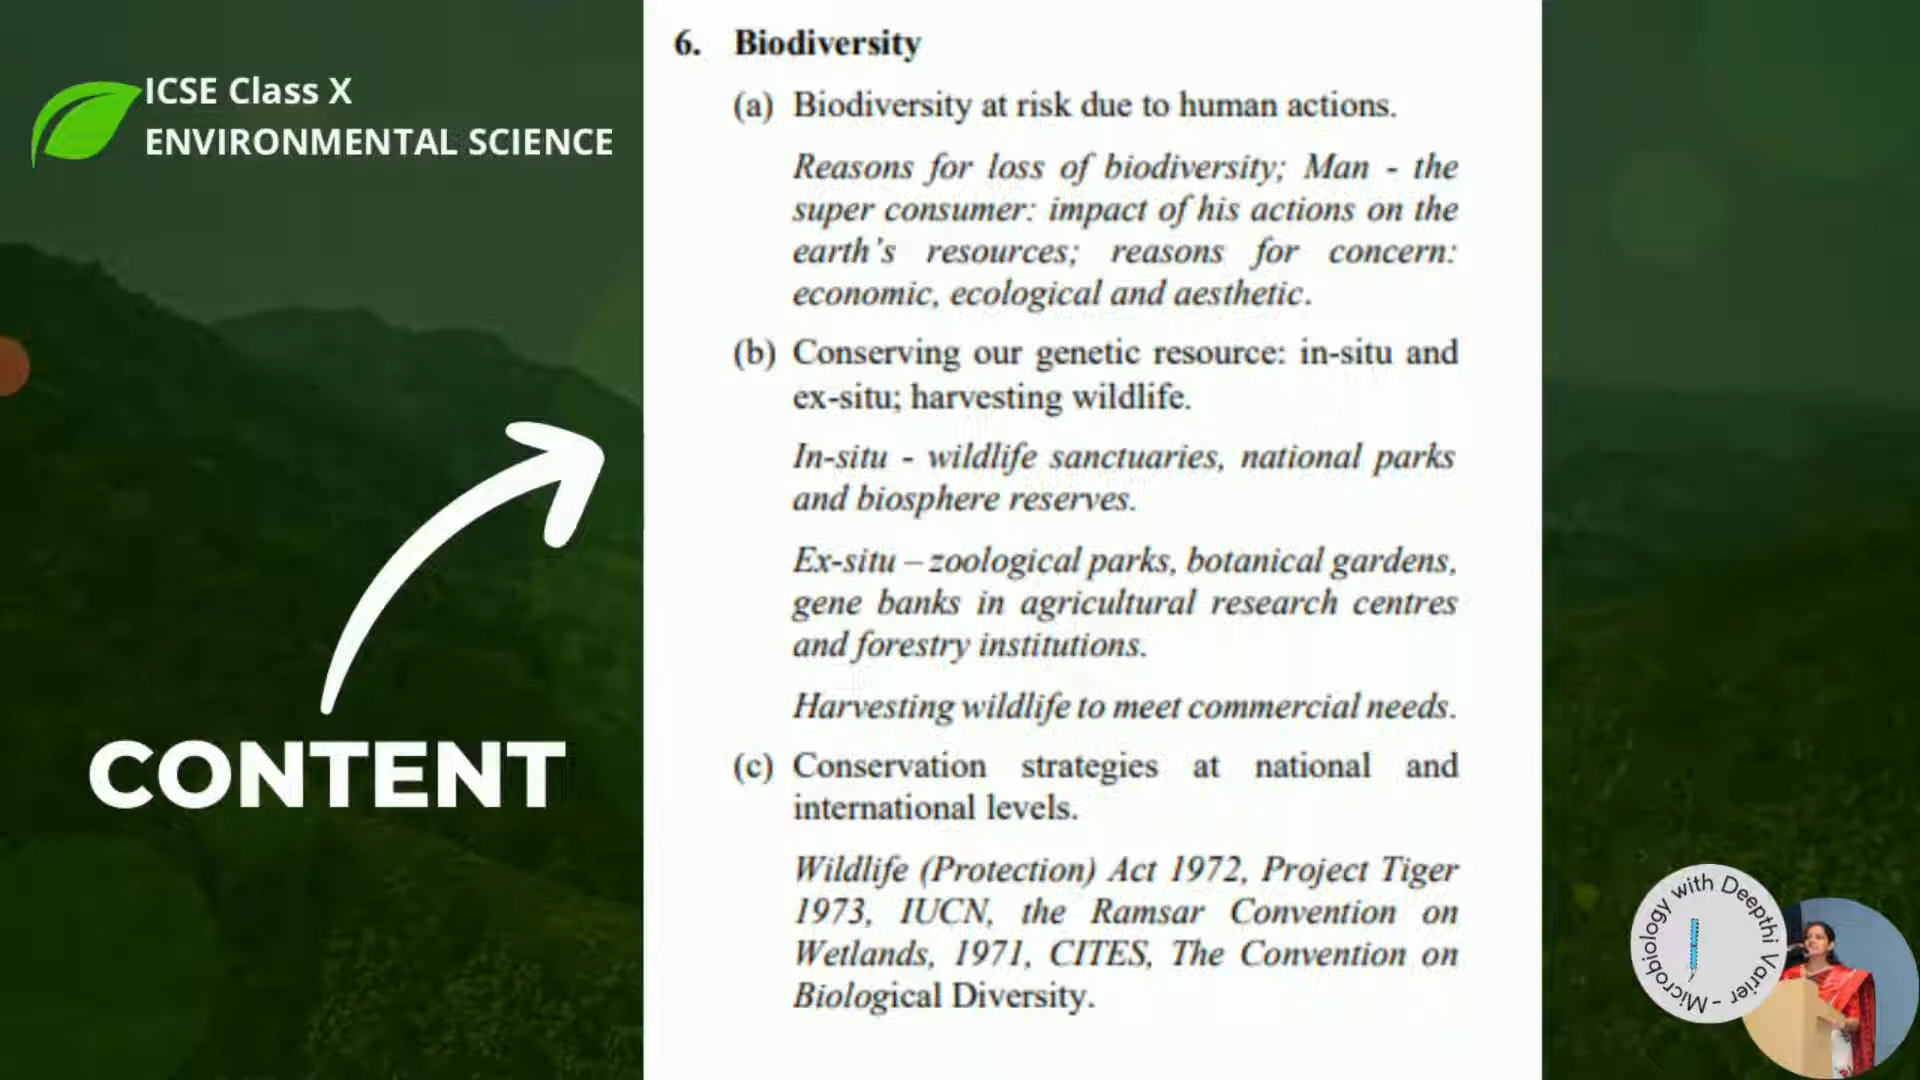 ICSE Class X
ENVIRONMENTAL SCIENCE
CONTENT
6. Biodiversity
(a) Biodiversity at risk due to human actions.
Reasons for loss of biodiversity; Man - the
super consumer: impact of his actions on the
earth's resources; reasons for concern:
economic, ecological and aesthetic.
(b) Conserving our genetic resource: in-situ and
ex-situ; harvesting wildlife.
In-situ - wildlife sanctuaries, national parks
and biosphere reserves.
Ex-situ – zoological parks, botanical gardens,
gene banks in agricultural research centres
and forestry institutions.
Harvesting wildlife to meet commercial needs.
(c) Conservation strategies at national and
international levels.
Wildlife (Protection) Act 1972, Project Tiger
1973, IUCN, the Ramsar Convention on
Wetlands, 1971, CITES, The Convention on
Biological Diversity.
Microbiology with Deepthi Varier -